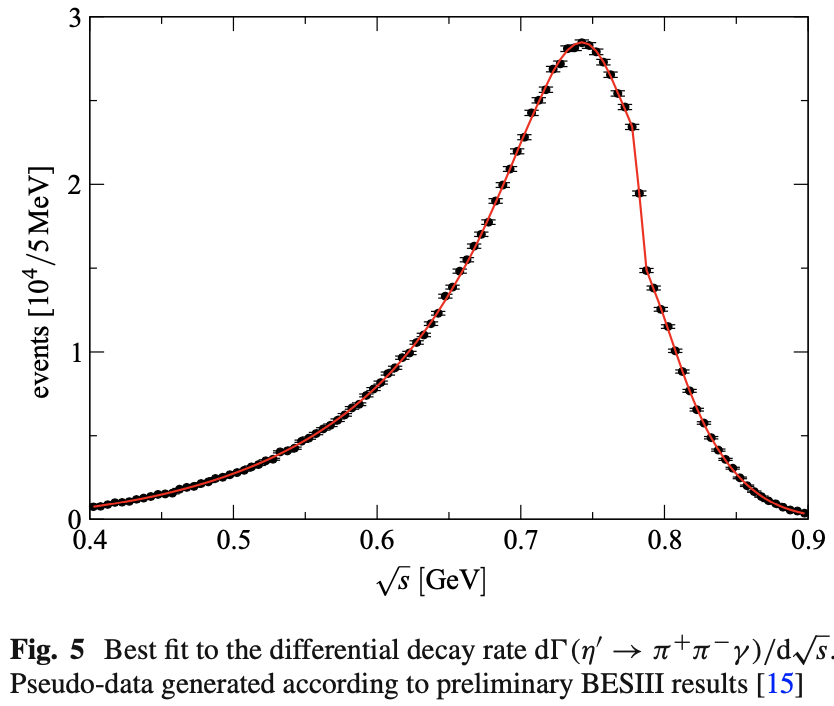 3
2
1
0
events [10⁴/5 MeV]
0.4 0.5 0.6 0.7 0.8 0.9
√s [GeV]
Fig. 5 Best fit to the differential decay rate dΓ(η′ → π⁺π⁻γ)/d√s.
Pseudo-data generated according to preliminary BESIII results [15]